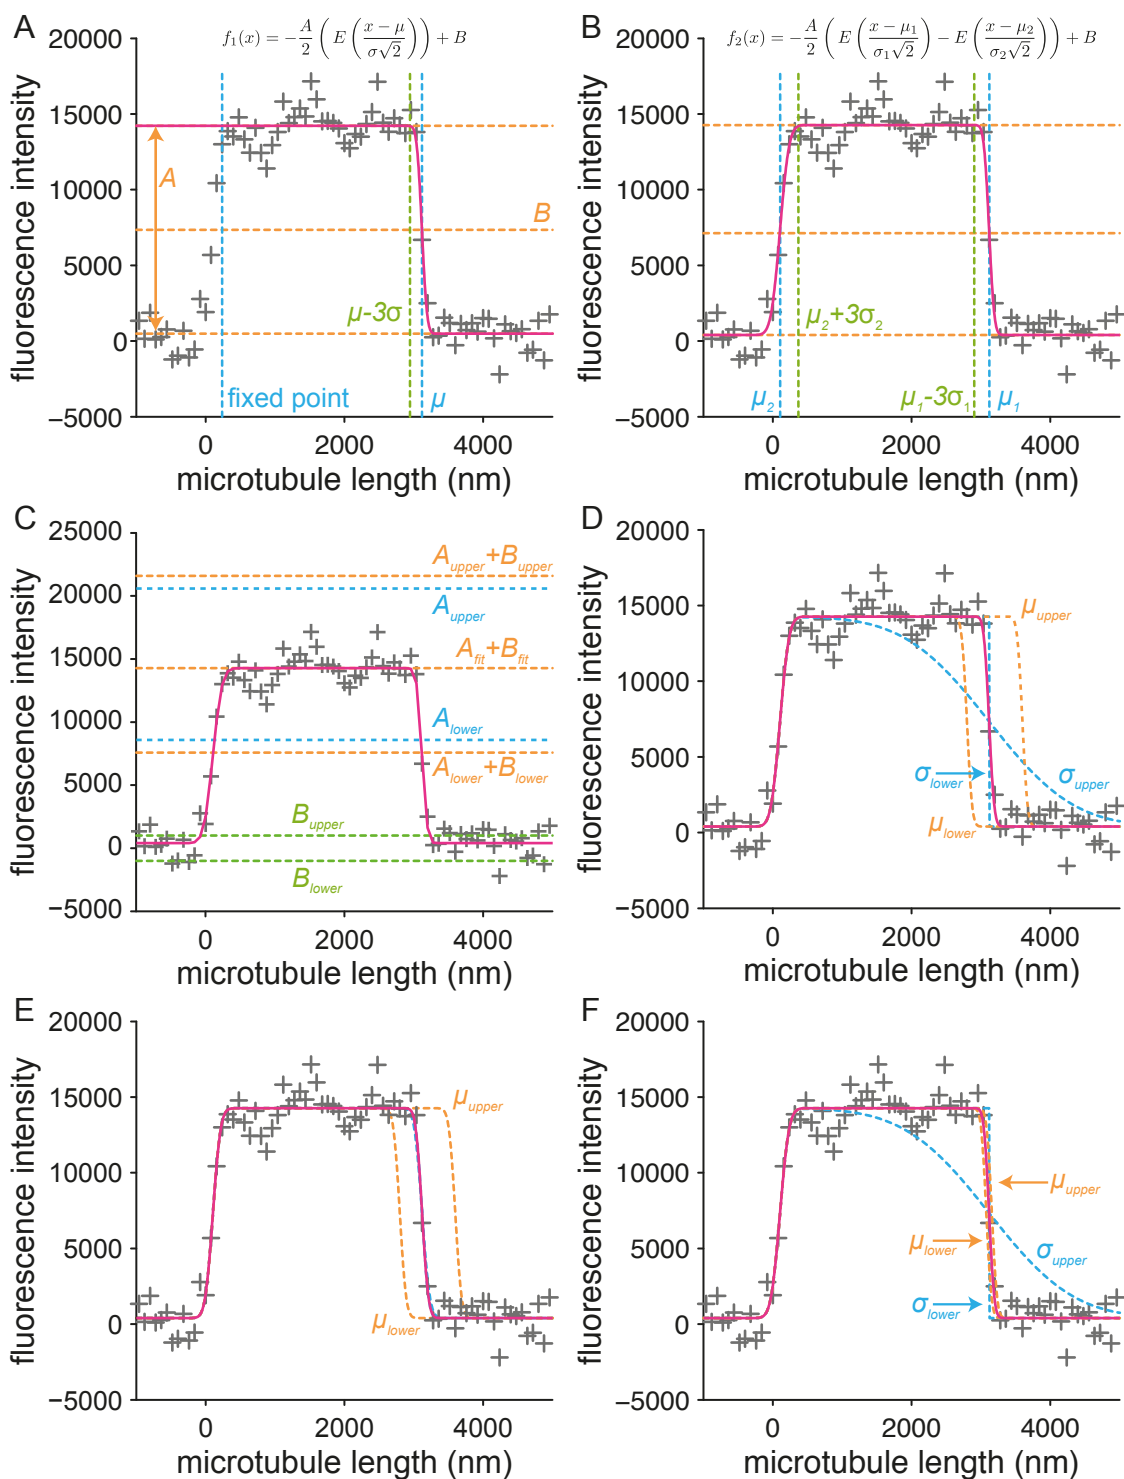 A
f₁(x) = −A/2 ( E ( (x − μ)/(σ√2) ) ) + B
20000
15000
10000
5000
0
−5000
fluorescence intensity
A
B
μ-3σ
fixed point
μ
0 2000 4000
microtubule length (nm)
B
f₂(x) = −A/2 ( E ( (x − μ₁)/(σ₁√2) ) − E ( (x − μ₂)/(σ₂√2) ) ) + B
20000
15000
10000
5000
0
−5000
fluorescence intensity
μ₂+3σ₂
μ₂
μ₁-3σ₁
μ₁
0 2000 4000
microtubule length (nm)
C
25000
20000
15000
10000
5000
0
−5000
fluorescence intensity
A_upper+B_upper
A_upper
A_fit+B_fit
A_lower
A_lower+B_lower
B_upper
B_lower
0 2000 4000
microtubule length (nm)
D
20000
15000
10000
5000
0
−5000
fluorescence intensity
μ_upper
σ_lower
σ_upper
μ_lower
0 2000 4000
microtubule length (nm)
E
20000
15000
10000
5000
0
−5000
fluorescence intensity
μ_upper
μ_lower
0 2000 4000
microtubule length (nm)
F
20000
15000
10000
5000
0
−5000
fluorescence intensity
μ_upper
μ_lower
σ_upper
σ_lower
0 2000 4000
microtubule length (nm)